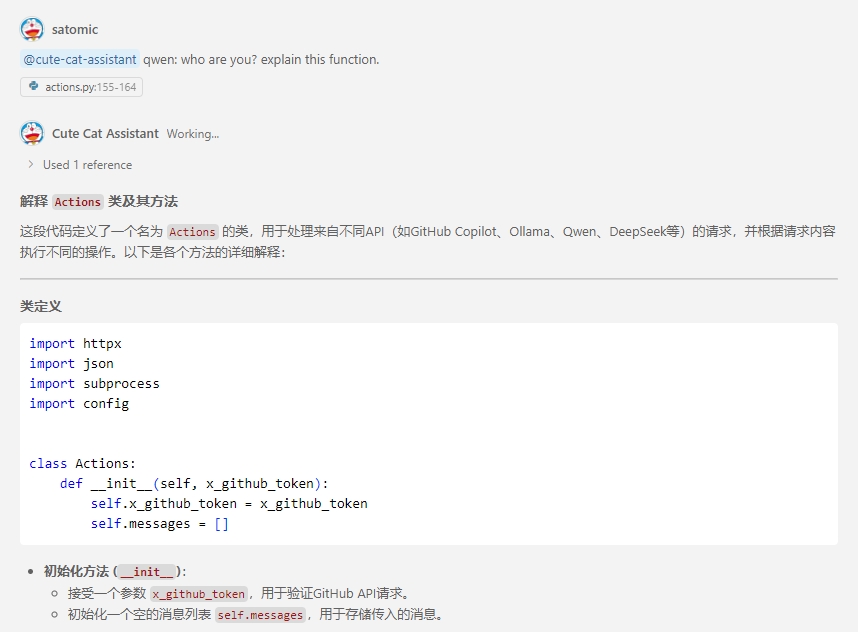 satomic
@cute-cat-assistant qwen: who are you? explain this function.
actions.py:155-164
Cute Cat Assistant Working...
Used 1 reference
解释 Actions 类及其方法
这段代码定义了一个名为 Actions 的类，用于处理来自不同API（如GitHub Copilot、Ollama、Qwen、DeepSeek等）的请求，并根据请求内容
执行不同的操作。以下是各个方法的详细解释：
类定义
import httpx
import json
import subprocess
import config
class Actions:
    def __init__(self, x_github_token):
        self.x_github_token = x_github_token
        self.messages = []
• 初始化方法 (__init__)：
○ 接受一个参数 x_github_token，用于验证GitHub API请求。
○ 初始化一个空的消息列表 self.messages，用于存储传入的消息。